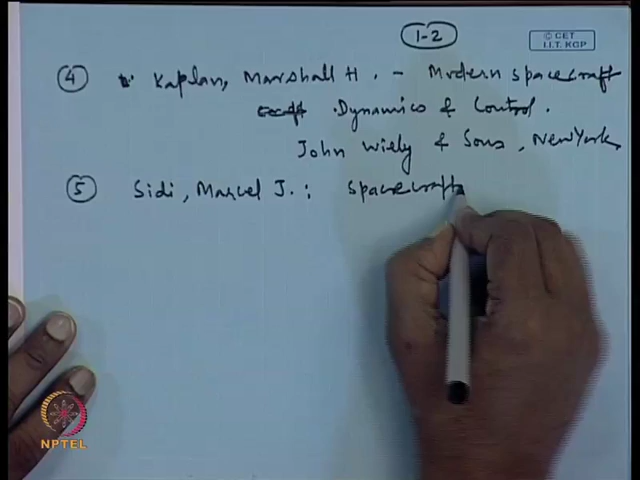 1-2
© CET
I.I.T. KGP
4 Kaplan, Marshall H. - Modern Spacecraft
Dynamics & Control.
John Wiely & Sons, New York,
5 Sidi, Marcel J. : Spacecraft
NPTEL